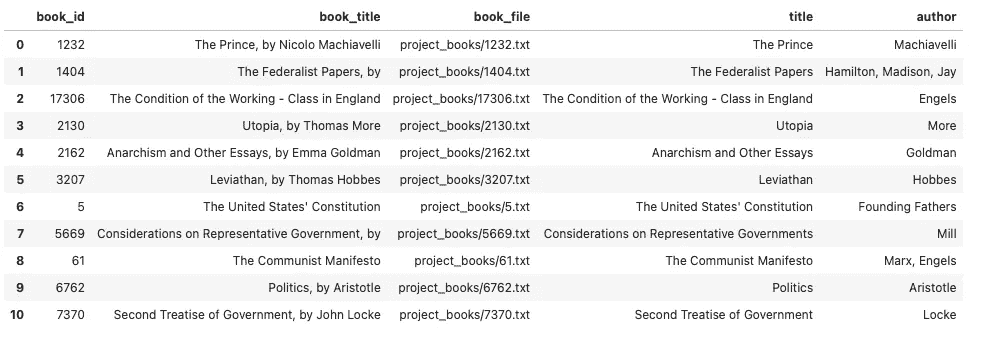 book_id book_title book_file title author
0 1232 The Prince, by Nicolo Machiavelli project_books/1232.txt The Prince Machiavelli
1 1404 The Federalist Papers, by project_books/1404.txt The Federalist Papers Hamilton, Madison, Jay
2 17306 The Condition of the Working - Class in England project_books/17306.txt The Condition of the Working - Class in England Engels
3 2130 Utopia, by Thomas More project_books/2130.txt Utopia More
4 2162 Anarchism and Other Essays, by Emma Goldman project_books/2162.txt Anarchism and Other Essays Goldman
5 3207 Leviathan, by Thomas Hobbes project_books/3207.txt Leviathan Hobbes
6 5 The United States' Constitution project_books/5.txt The United States' Constitution Founding Fathers
7 5669 Considerations on Representative Government, by project_books/5669.txt Considerations on Representative Governments Mill
8 61 The Communist Manifesto project_books/61.txt The Communist Manifesto Marx, Engels
9 6762 Politics, by Aristotle project_books/6762.txt Politics Aristotle
10 7370 Second Treatise of Government, by John Locke project_books/7370.txt Second Treatise of Government Locke